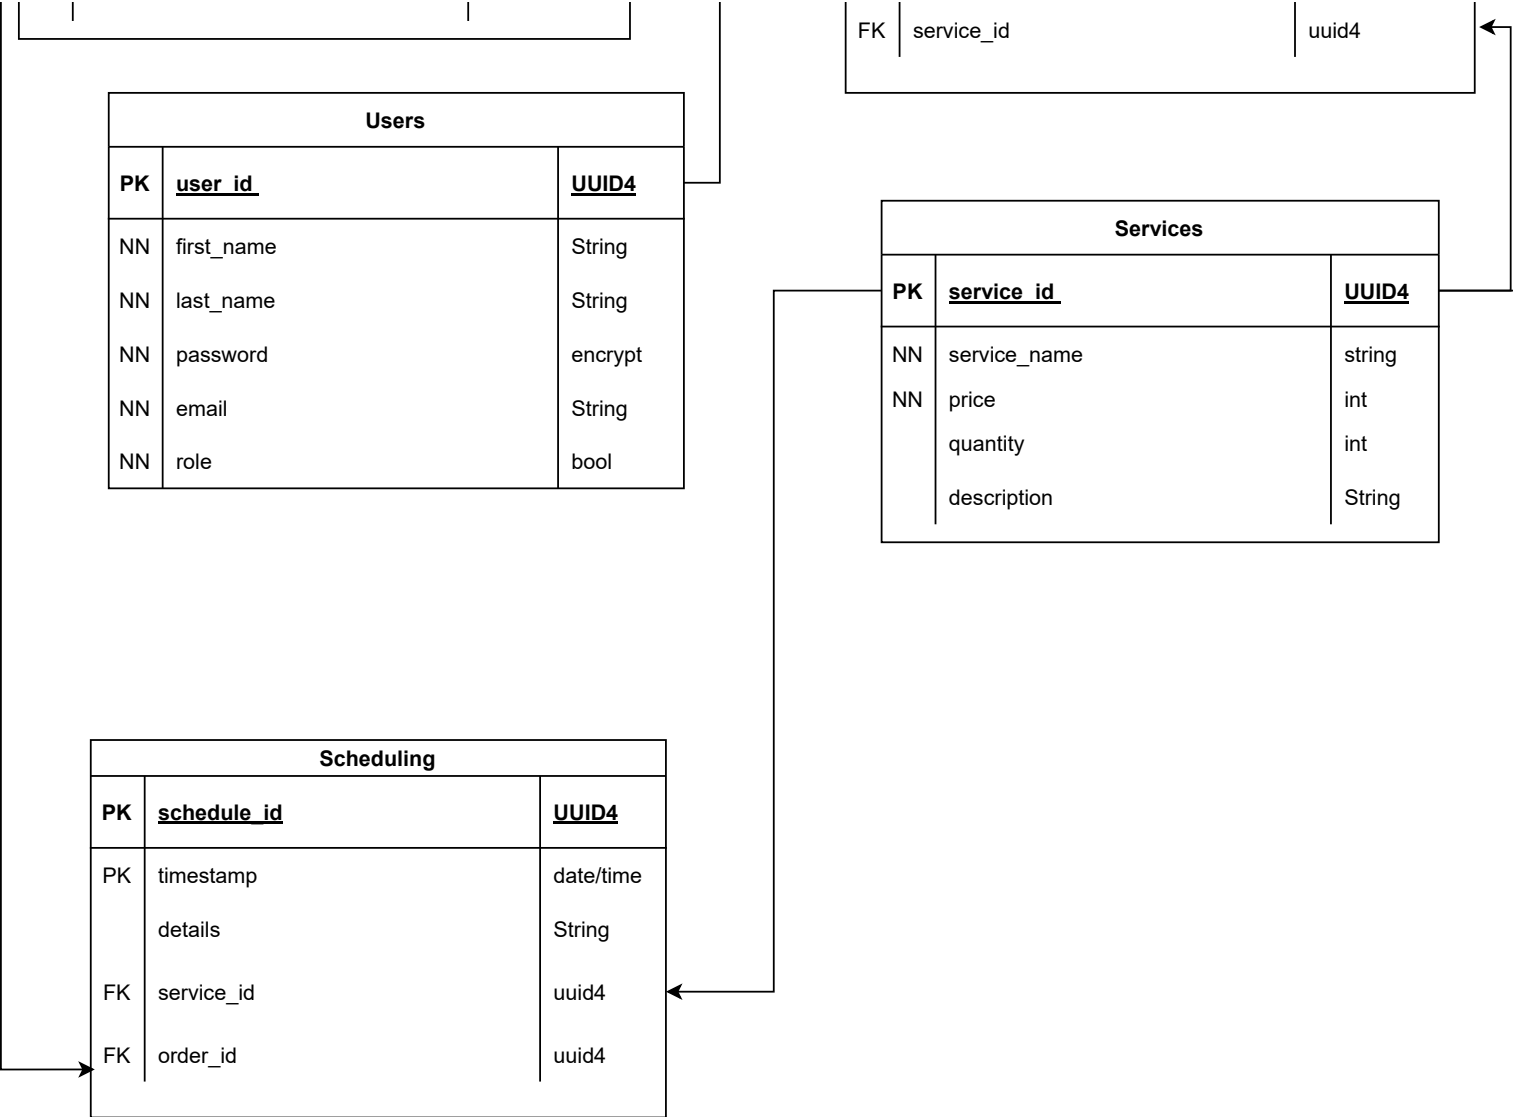 FK service_id uuid4
Users
PK user_id UUID4
NN first_name String
NN last_name String
NN password encrypt
NN email String
NN role bool
Services
PK service_id UUID4
NN service_name string
NN price int
quantity int
description String
Scheduling
PK schedule_id UUID4
PK timestamp date/time
details String
FK service_id uuid4
FK order_id uuid4